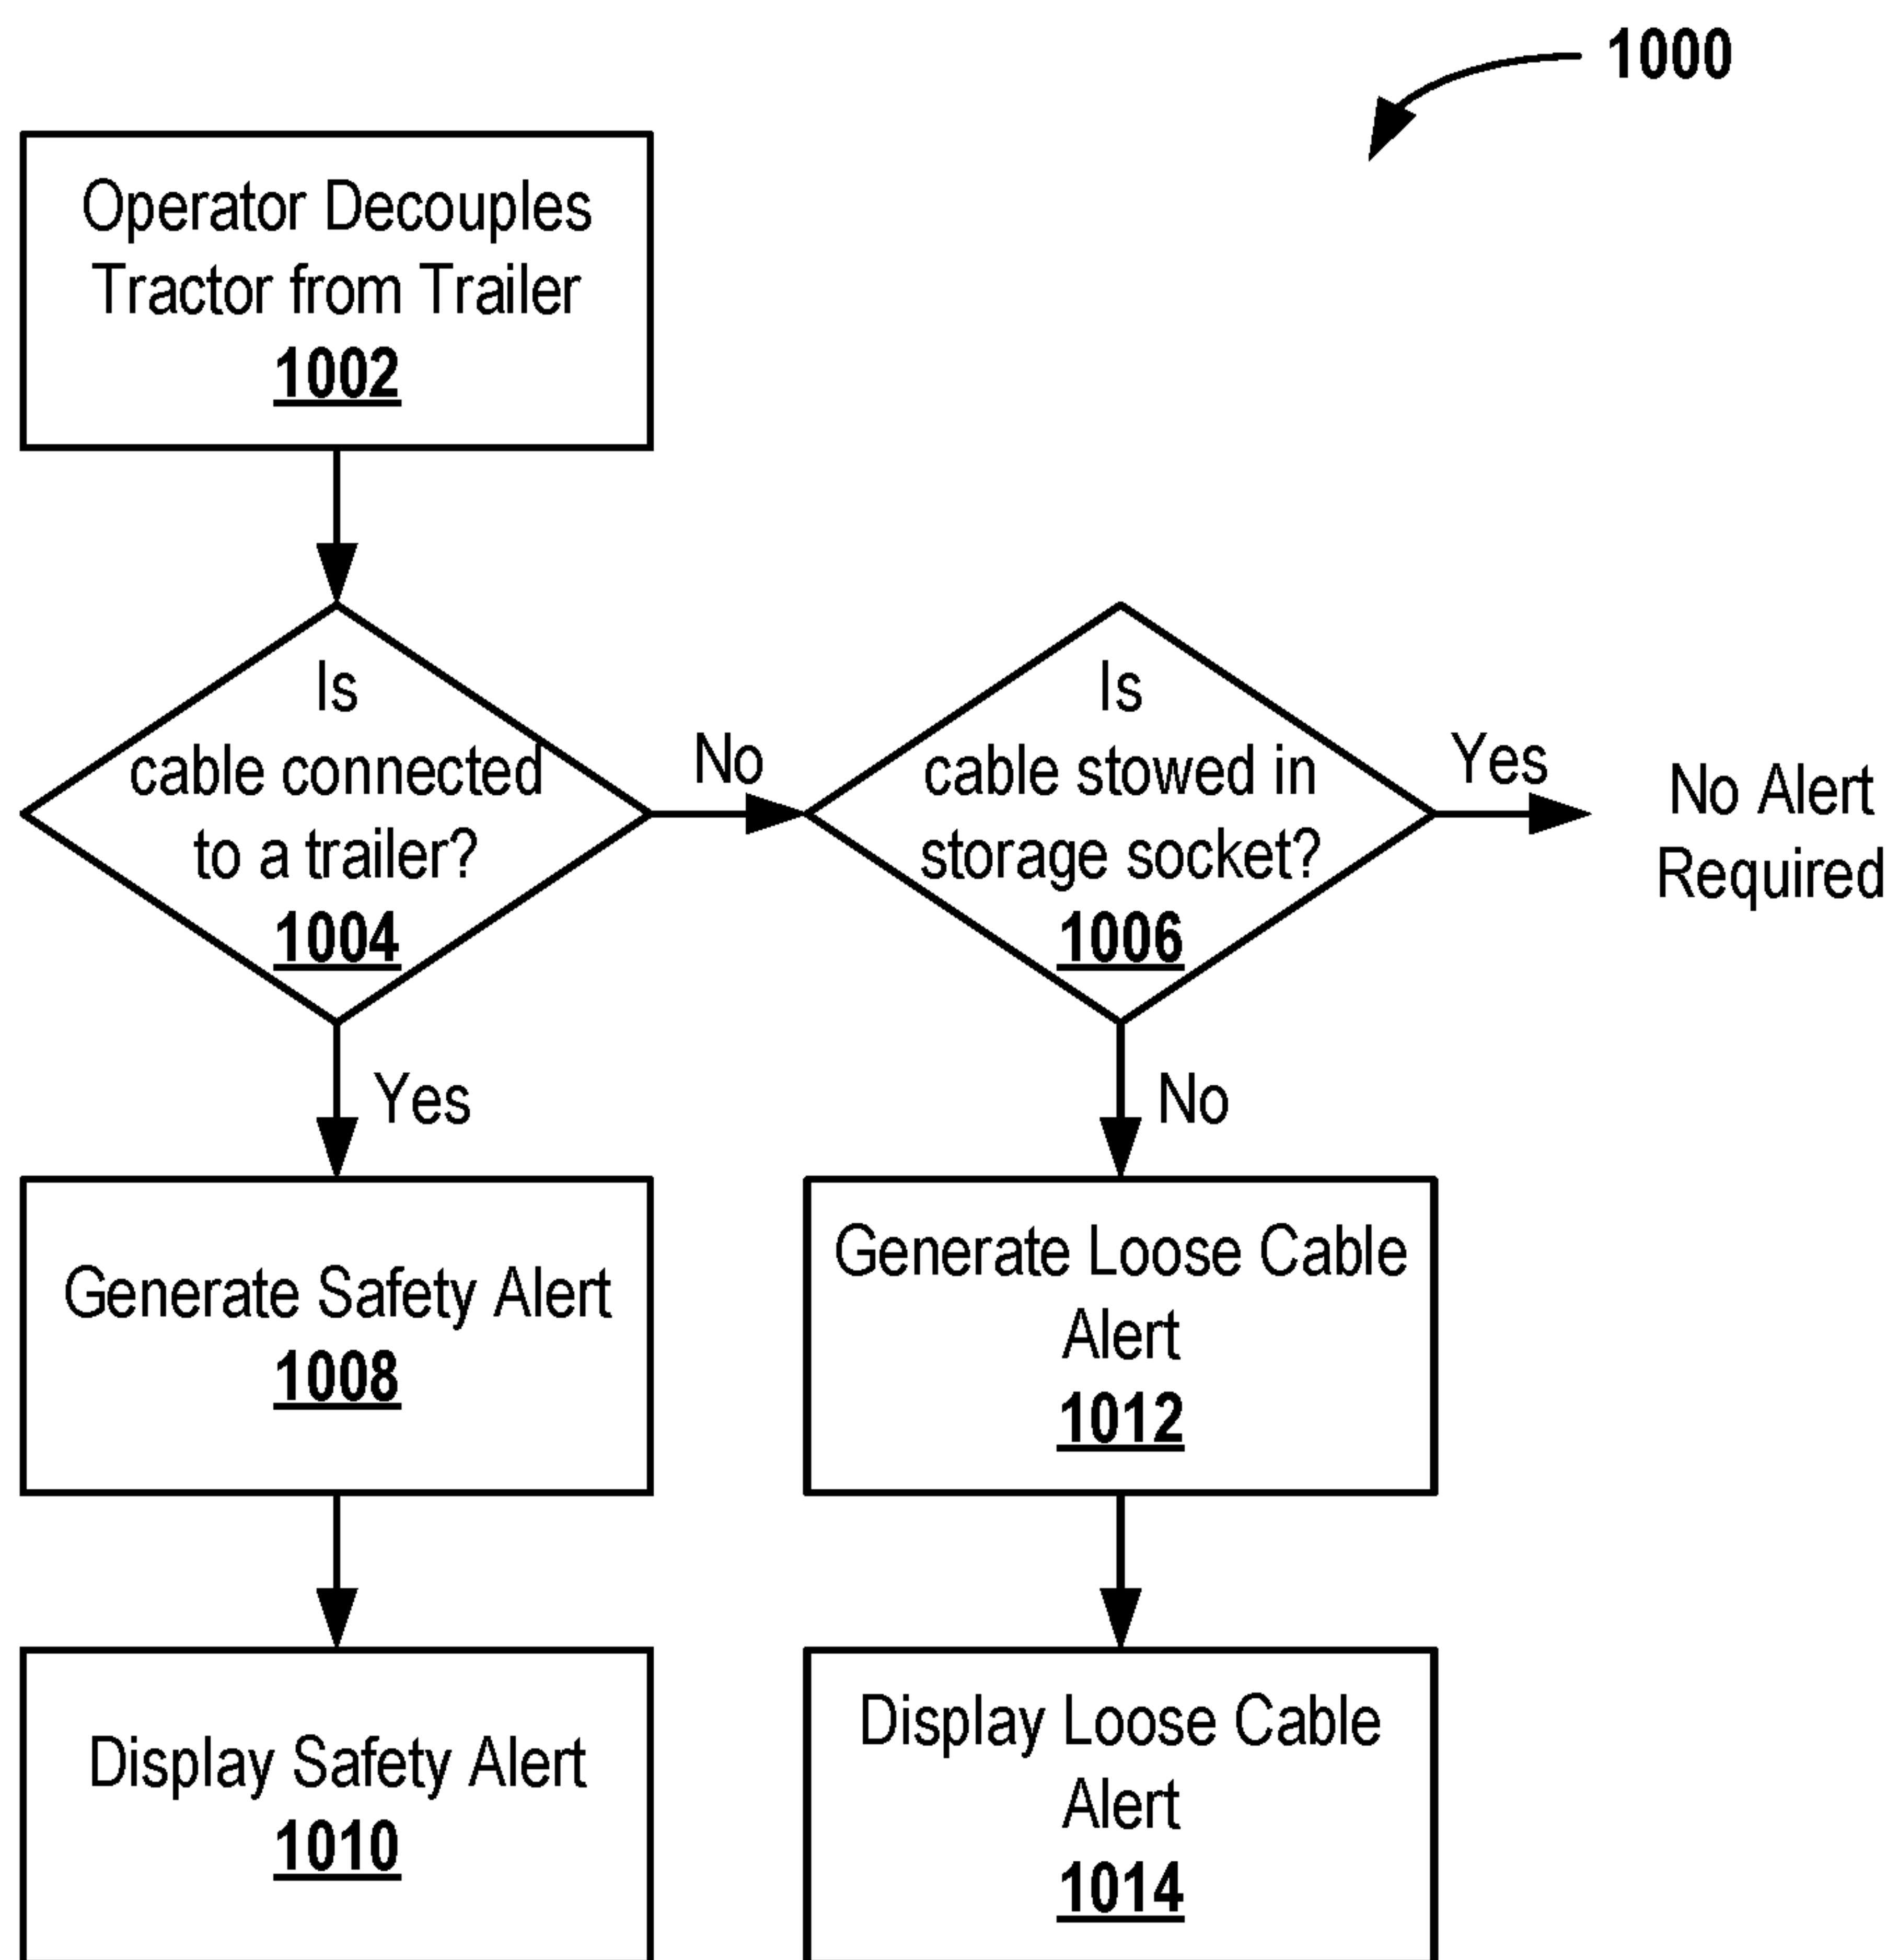 1000
Operator Decouples
Tractor from Trailer
1002
Is
cable connected
to a trailer?
1004
No
Is
cable stowed in
storage socket?
1006
Yes
No Alert
Required
Yes
No
Generate Safety Alert
1008
Generate Loose Cable
Alert
1012
Display Safety Alert
1010
Display Loose Cable
Alert
1014